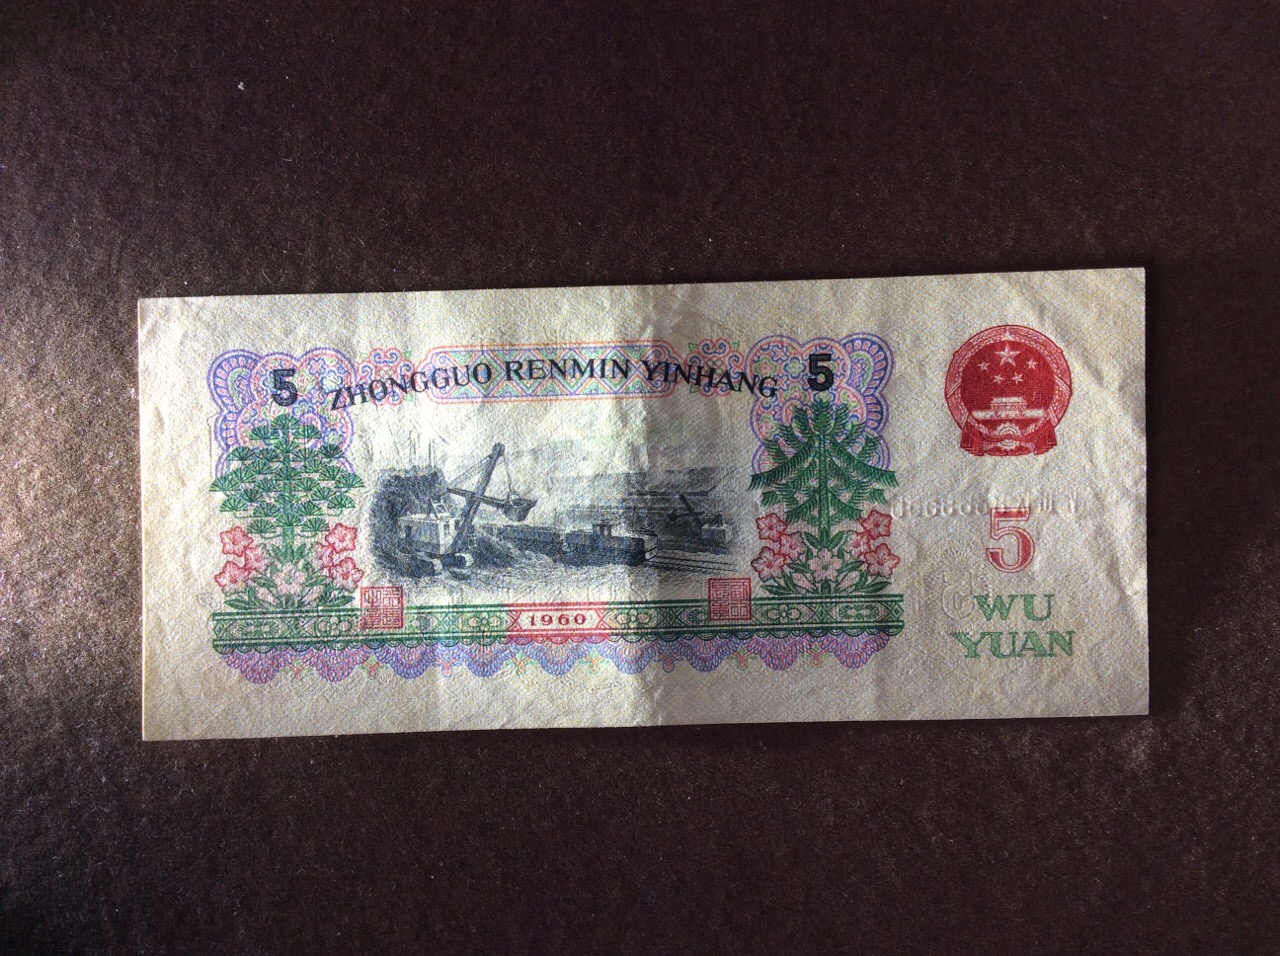 5 ZHONGGUO RENMIN YINHANG 5
5
1960
WU
YUAN